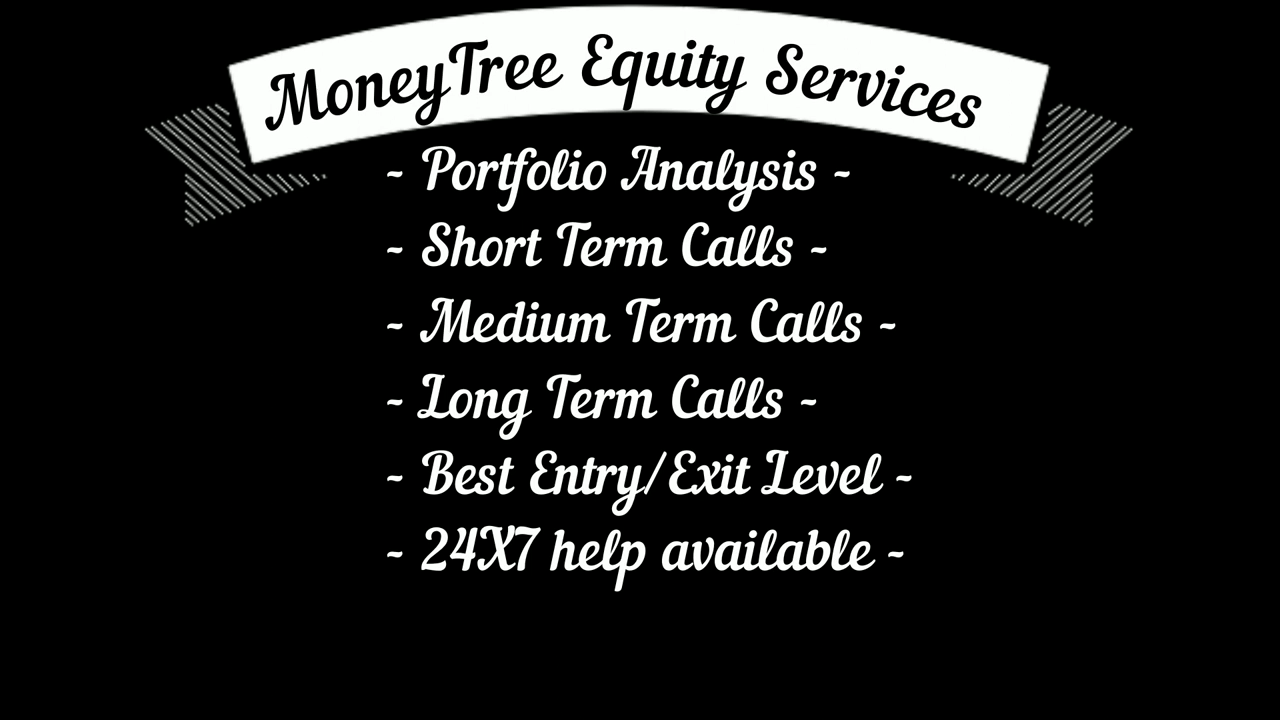 MoneyTree Equity Services
- Portfolio Analysis -
- Short Term Calls -
- Medium Term Calls -
- Long Term Calls -
- Best Entry/Exit Level -
- 24X7 help available -